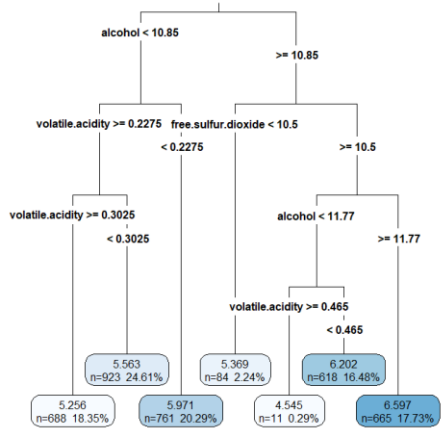 alcohol < 10.85
>= 10.85
volatile.acidity >= 0.2275
free.sulfur.dioxide < 10.5
< 0.2275
>= 10.5
volatile.acidity >= 0.3025
alcohol < 11.77
< 0.3025
>= 11.77
volatile.acidity >= 0.465
< 0.465
5.563
n=923 24.61%
5.369
n=84 2.24%
6.202
n=618 16.48%
5.256
n=688 18.35%
5.971
n=761 20.29%
4.545
n=11 0.29%
6.597
n=665 17.73%